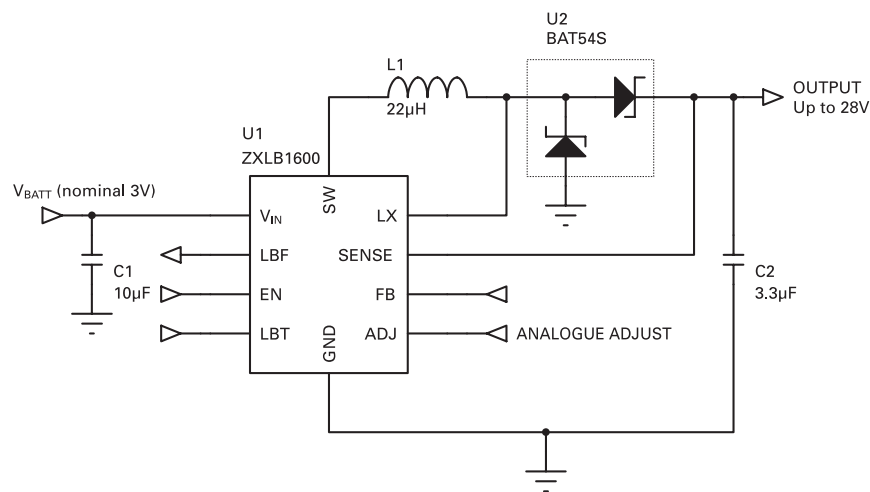 U2
BAT54S
L1
22µH
OUTPUT
Up to 28V
U1
ZXLB1600
VBATT (nominal 3V)
SW
VIN
LX
LBF
SENSE
C1
10µF
C2
3.3µF
EN
FB
LBT
ADJ
ANALOGUE ADJUST
GND